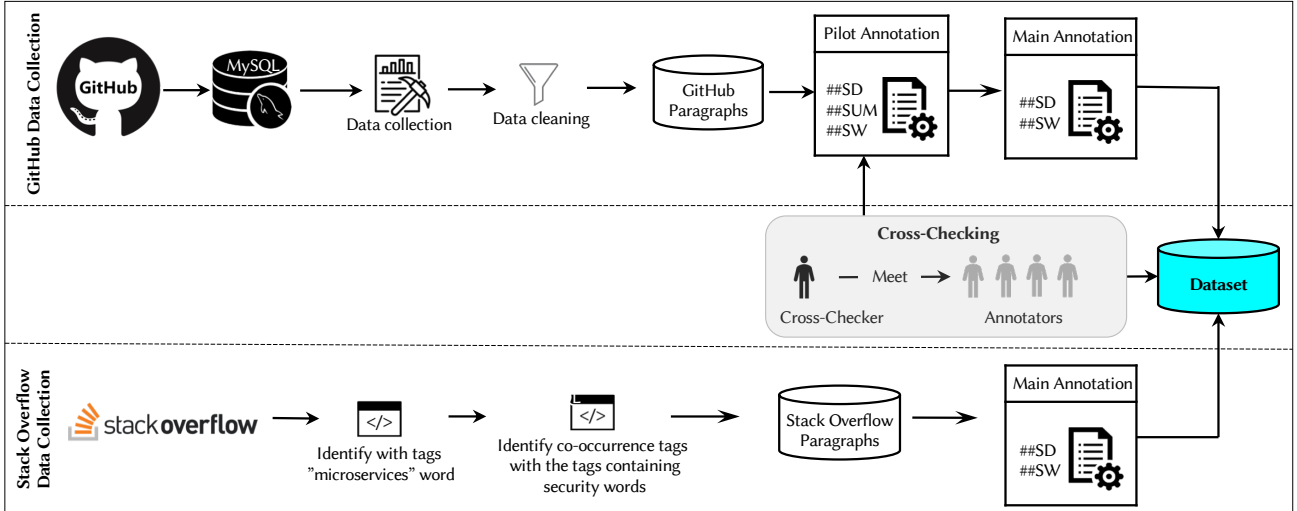 GitHub Data Collection
GitHub
MySQL
Data collection
Data cleaning
GitHub
Paragraphs
Pilot Annotation
##SD
##SUM
##SW
Main Annotation
##SD
##SW
Cross-Checking
Meet
Cross-Checker
Annotators
Dataset
Stack Overflow
Data Collection
stackoverflow
</>
Identify with tags
”microservices” word
</>
Identify co-occurrence tags
with the tags containing
security words
Stack Overflow
Paragraphs
Main Annotation
##SD
##SW